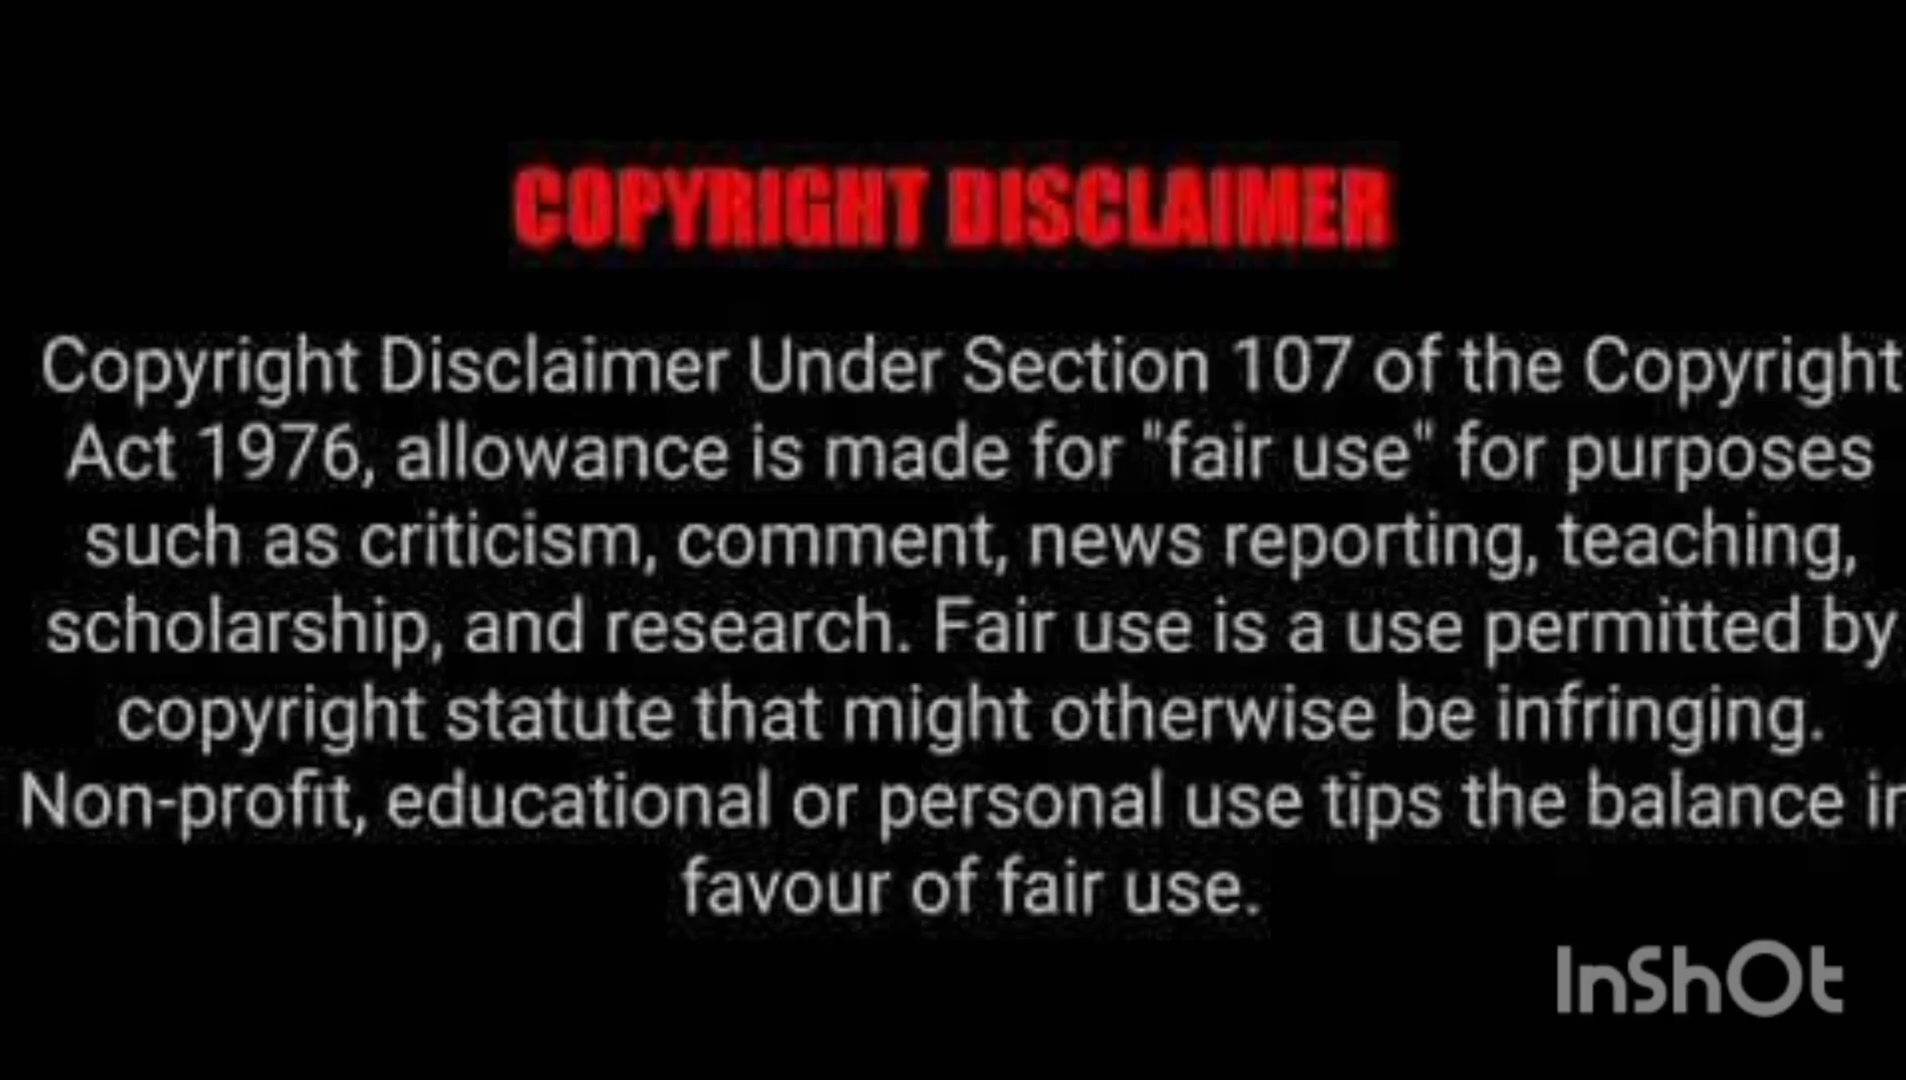 COPYRIGHT DISCLAIMER
Copyright Disclaimer Under Section 107 of the Copyright
Act 1976, allowance is made for "fair use" for purposes
such as criticism, comment, news reporting, teaching,
scholarship, and research. Fair use is a use permitted by
copyright statute that might otherwise be infringing.
Non-profit, educational or personal use tips the balance in
favour of fair use.
InShOt